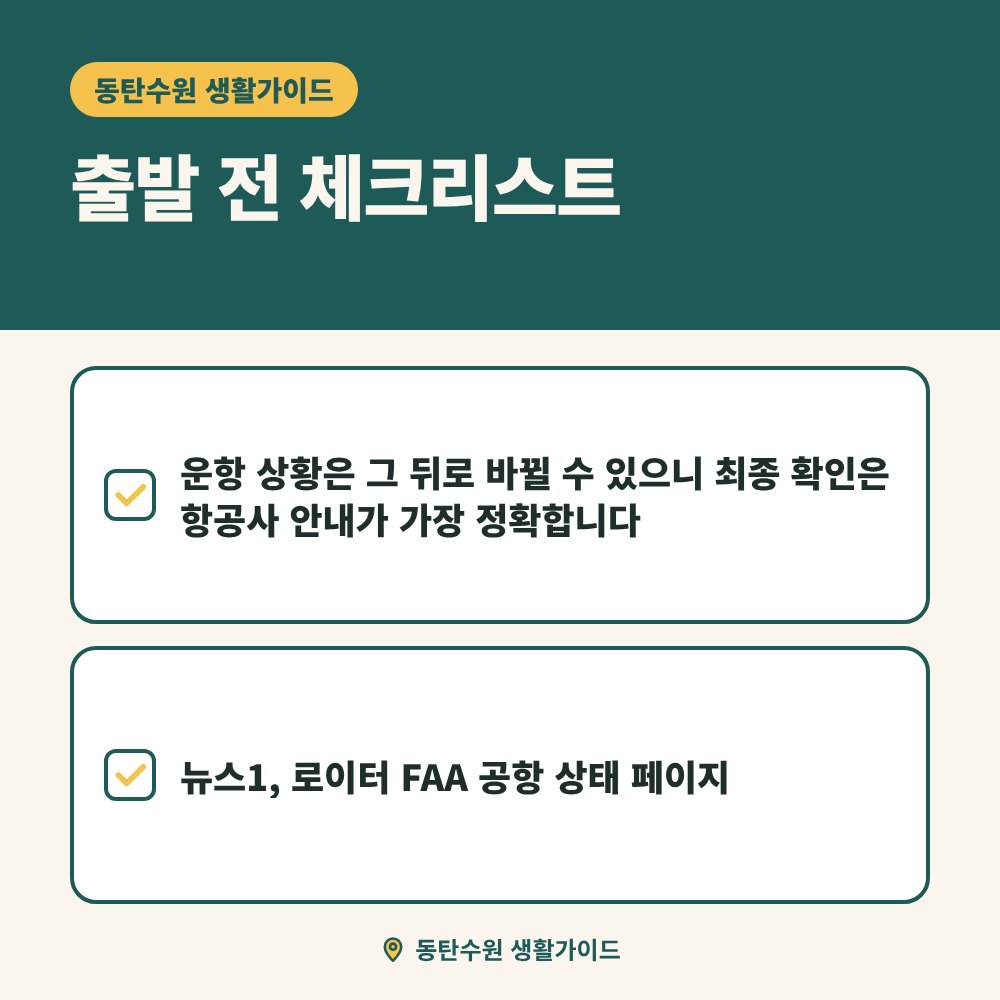 동탄수원 생활가이드
출발 전 체크리스트
운항 상황은 그 뒤로 바뀔 수 있으니 최종 확인은
항공사 안내가 가장 정확합니다
뉴스1, 로이터 FAA 공항 상태 페이지
동탄수원 생활가이드